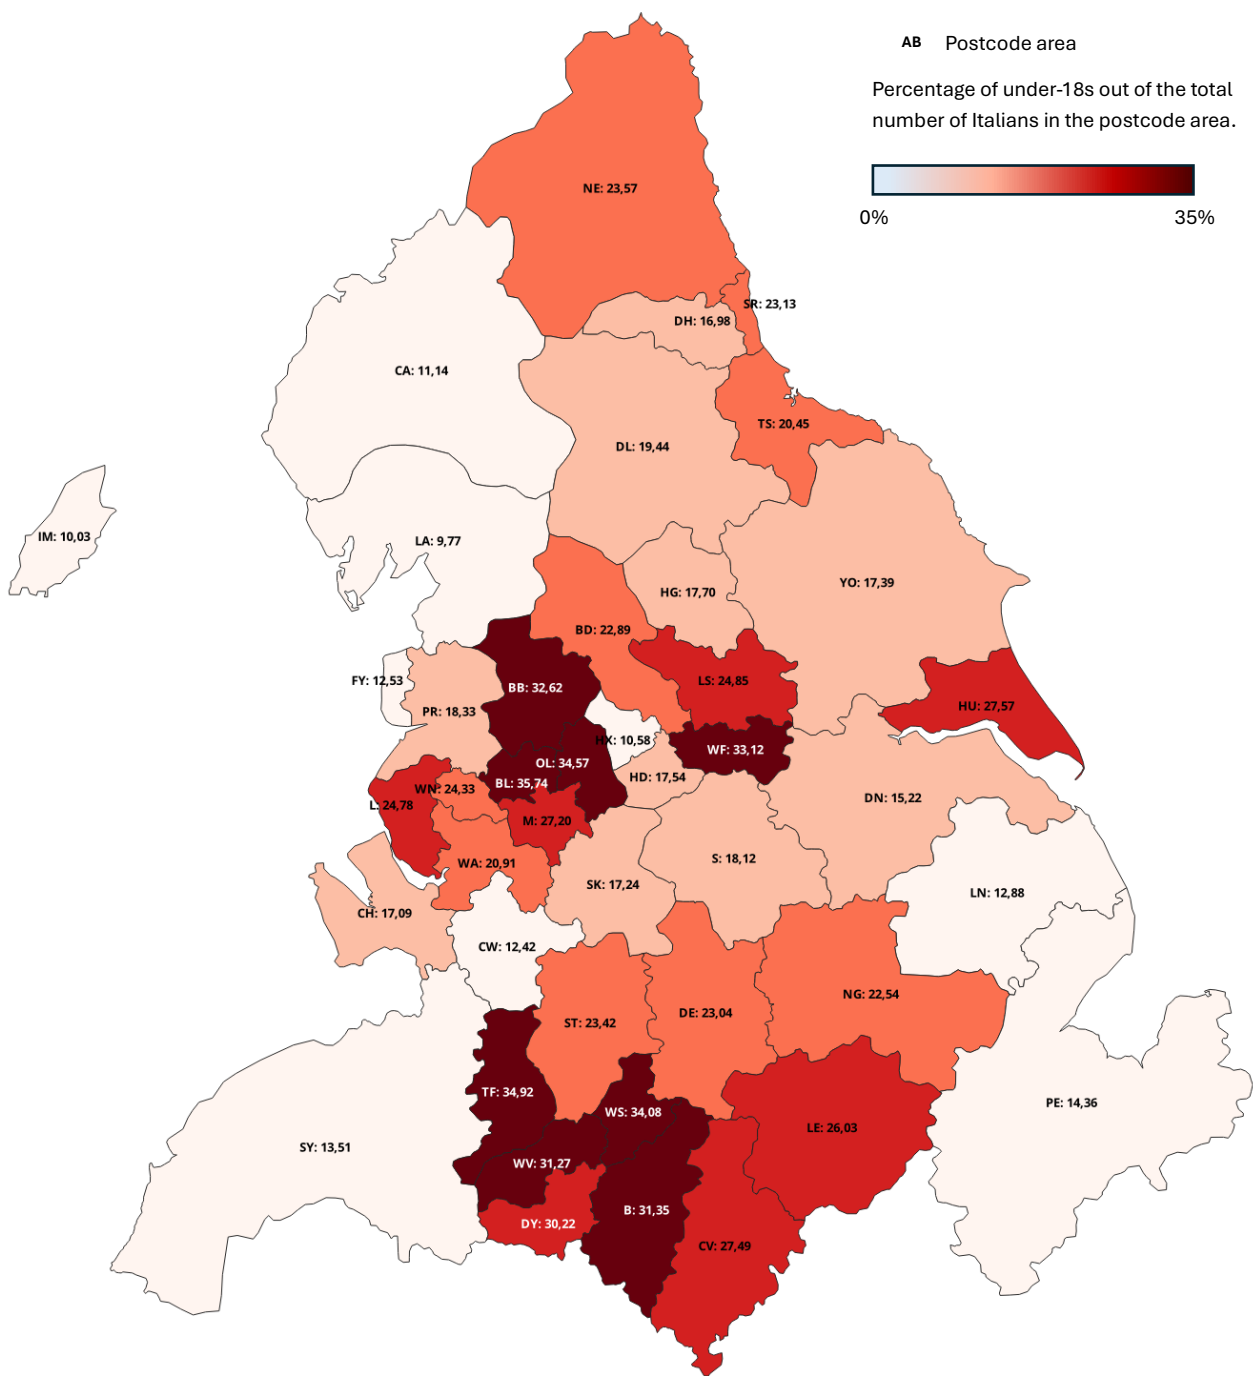 AB Postcode area
Percentage of under-18s out of the total
number of Italians in the postcode area.
0% 35%
NE: 23,57
SR: 23,13
DH: 16,98
CA: 11,14
TS: 20,45
DL: 19,44
IM: 10,03
LA: 9,77
YO: 17,39
HG: 17,70
BD: 22,89
FY: 12,53
BB: 32,62
LS: 24,85
HU: 27,57
PR: 18,33
HX: 10,58
WF: 33,12
OL: 34,57
HD: 17,54
BL: 35,74
WN: 24,33
DN: 15,22
L: 24,78
M: 27,20
WA: 20,91
S: 18,12
SK: 17,24
LN: 12,88
CH: 17,09
CW: 12,42
NG: 22,54
DE: 23,04
ST: 23,42
TF: 34,92
PE: 14,36
WS: 34,08
LE: 26,03
SY: 13,51
WV: 31,27
B: 31,35
DY: 30,22
CV: 27,49